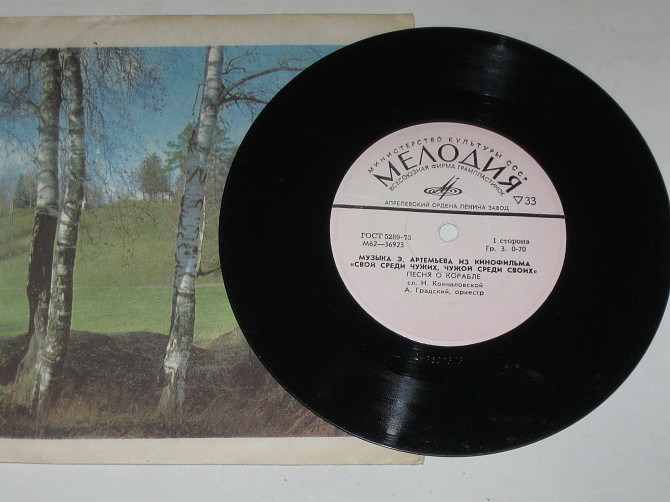 МИНИСТЕРСТВО КУЛЬТУРЫ СССР
МЕЛОДИЯ
ВСЕСОЮЗНАЯ ФИРМА ГРАМПЛАСТИНОК
АПРЕЛЕВСКИЙ ОРДЕНА ЛЕНИНА ЗАВОД
33
ГОСТ 5289-73
М62—36923
1 сторона
Гр. 3. 0-70
МУЗЫКА Э. АРТЕМЬЕВА ИЗ КИНОФИЛЬМА
«СВОЙ СРЕДИ ЧУЖИХ, ЧУЖОЙ СРЕДИ СВОИХ»
ПЕСНЯ О КОРАБЛЕ
сл. Н. Кончаловской
А. Градский, оркестр